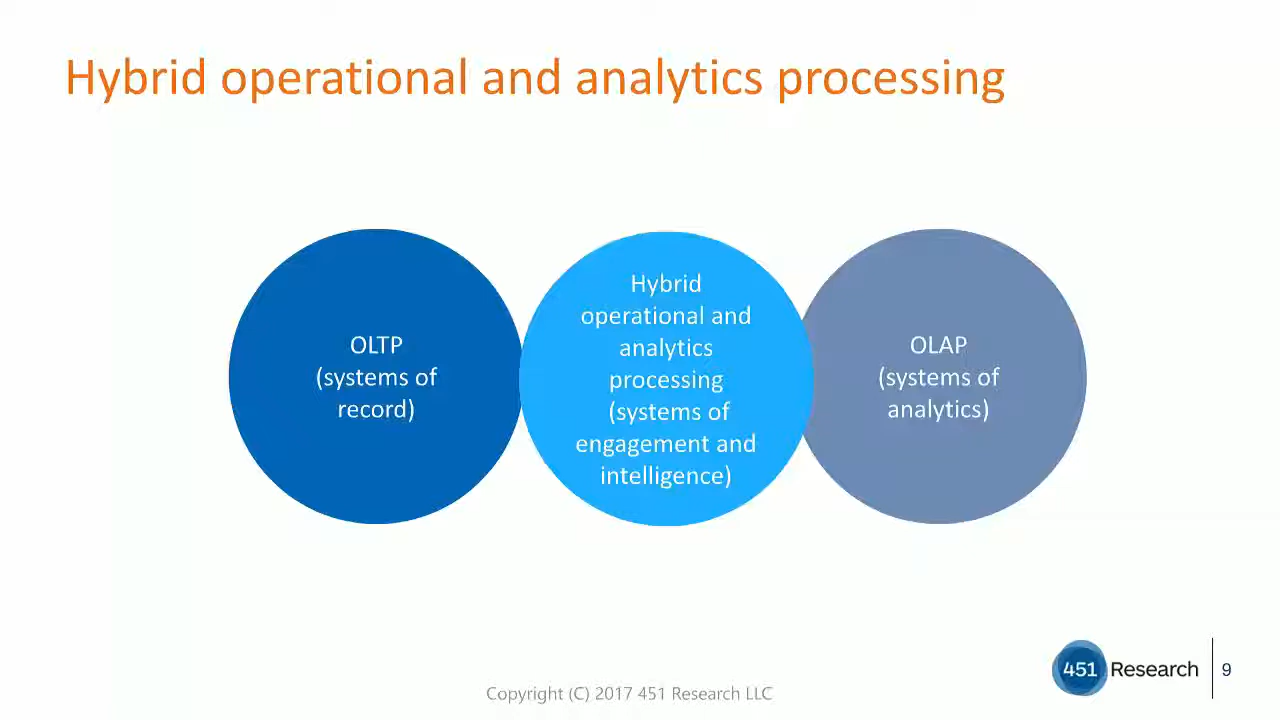 Hybrid operational and analytics processing
OLTP
(systems of
record)
Hybrid
operational and
analytics
processing
(systems of
engagement and
intelligence)
OLAP
(systems of
analytics)
451 Research
9
Copyright (C) 2017 451 Research LLC